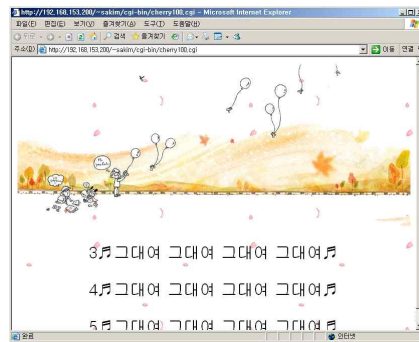 http://192,168,153,200/~sakim/cgi-bin/cherry100,cgi - Microsoft Internet Explorer
파일(F) 편집(E) 보기(V) 즐겨찾기(A) 도구(T) 도움말(H)
뒤로 검색 즐겨찾기
주소(D) http://192,168,153,200/~sakim/cgi-bin/cherry100,cgi 이동 연결
3♬그대여 그대여 그대여 그대여♬
4♬그대여 그대여 그대여 그대여♬
5♬그대여 그대여 그대여 그대여♬
완료 인터넷